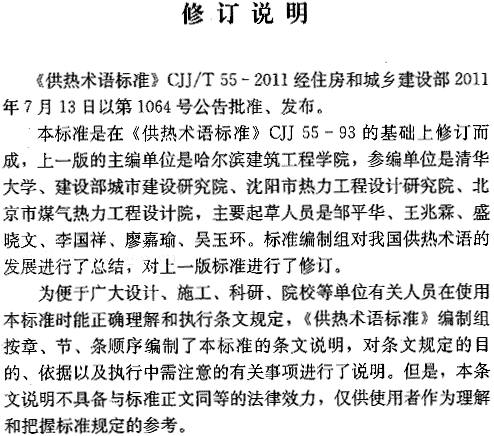 修订说明
《供热术语标准》CJJ/T 55-2011 经住房和城乡建设部 2011
年 7 月 13 日以第 1064 号公告批准、发布。
本标准是在《供热术语标准》CJJ 55-93 的基础上修订而
成，上一版的主编单位是哈尔滨建筑工程学院，参编单位是清华
大学、建设部城市建设研究院、沈阳市热力工程设计研究院、北
京市煤气热力工程设计院，主要起草人员是邹平华、王兆霖、盛
晓文、李国祥、廖嘉瑜、吴玉环。标准编制组对我国供热术语的
发展进行了总结，对上一版标准进行了修订。
为便于广大设计、施工、科研、院校等单位有关人员在使用
本标准时能正确理解和执行条文规定，《供热术语标准》编制组
按章、节、条顺序编制了本标准的条文说明，对条文规定的目
的、依据以及执行中需注意的有关事项进行了说明。但是，本条
文说明不具备与标准正文同等的法律效力，仅供使用者作为理解
和把握标准规定的参考。